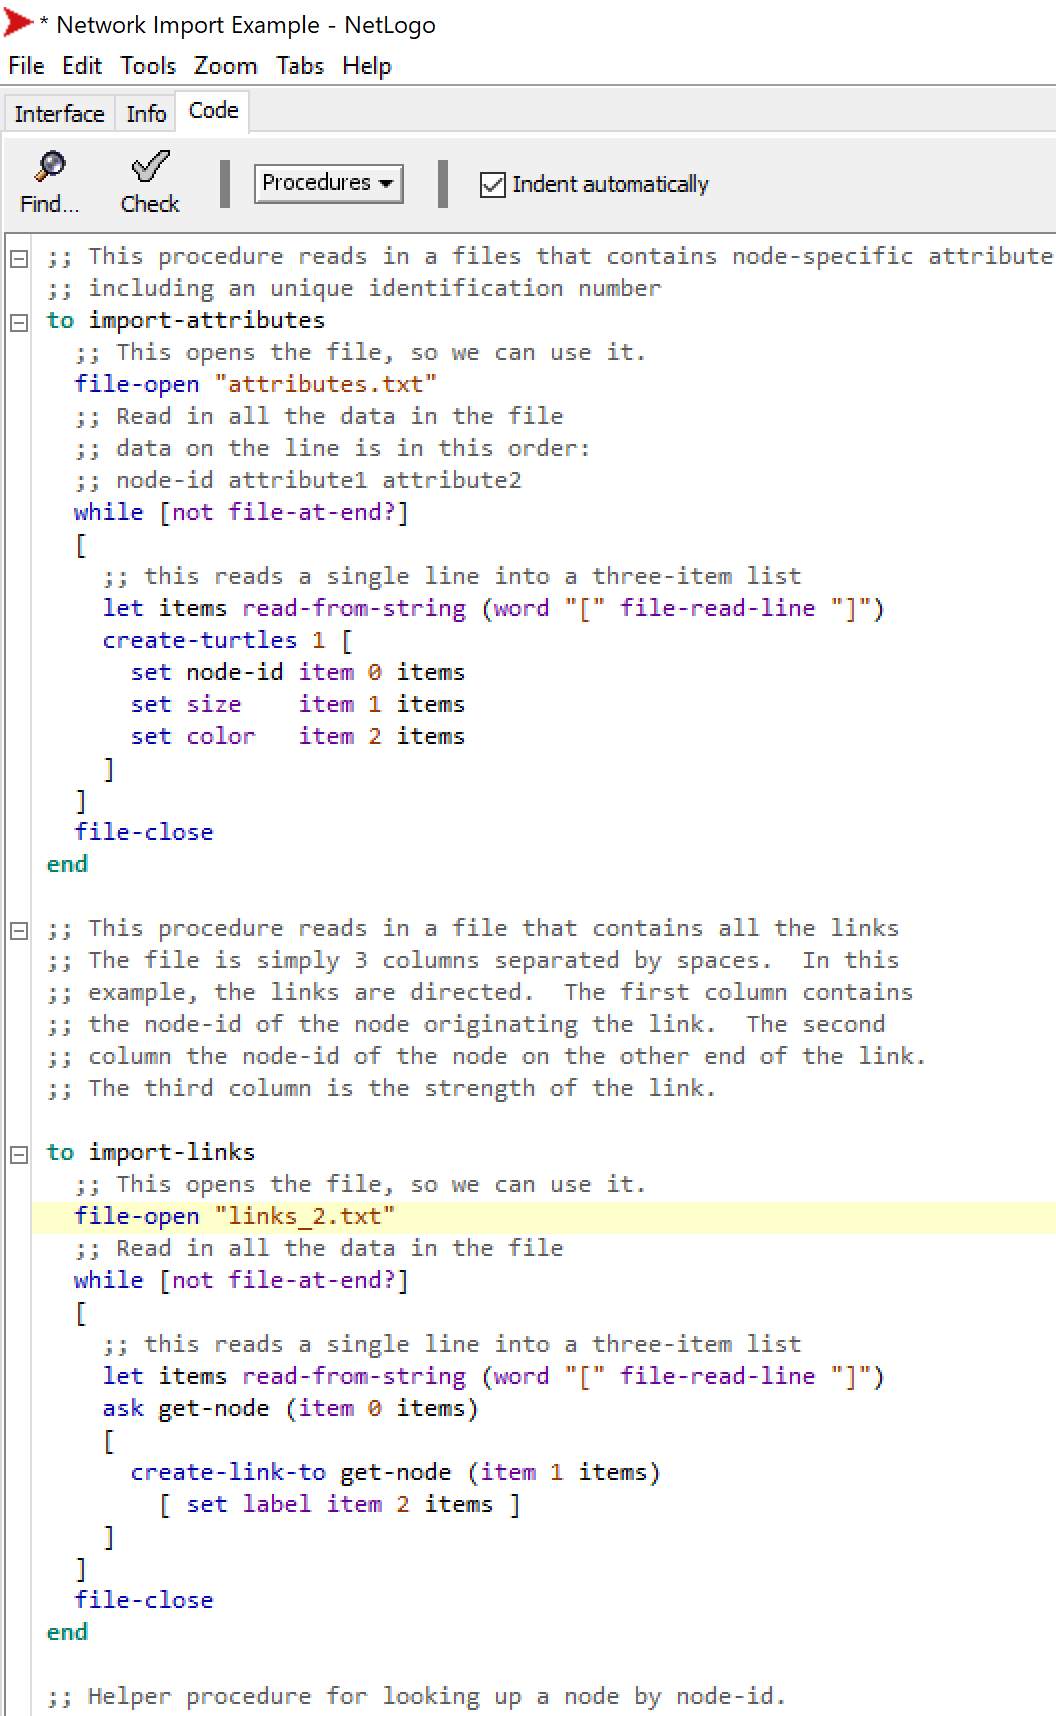 * Network Import Example - NetLogo
File Edit Tools Zoom Tabs Help
Interface Info Code
Find... Check Procedures Indent automatically
;; This procedure reads in a files that contains node-specific attribute
;; including an unique identification number
to import-attributes
  ;; This opens the file, so we can use it.
  file-open "attributes.txt"
  ;; Read in all the data in the file
  ;; data on the line is in this order:
  ;; node-id attribute1 attribute2
  while [not file-at-end?]
  [
    ;; this reads a single line into a three-item list
    let items read-from-string (word "[" file-read-line "]")
    create-turtles 1 [
      set node-id item 0 items
      set size    item 1 items
      set color   item 2 items
    ]
  ]
  file-close
end
;; This procedure reads in a file that contains all the links
;; The file is simply 3 columns separated by spaces.  In this
;; example, the links are directed.  The first column contains
;; the node-id of the node originating the link.  The second
;; column the node-id of the node on the other end of the link.
;; The third column is the strength of the link.
to import-links
  ;; This opens the file, so we can use it.
  file-open "links_2.txt"
  ;; Read in all the data in the file
  while [not file-at-end?]
  [
    ;; this reads a single line into a three-item list
    let items read-from-string (word "[" file-read-line "]")
    ask get-node (item 0 items)
    [
      create-link-to get-node (item 1 items)
        [ set label item 2 items ]
    ]
  ]
  file-close
end
;; Helper procedure for looking up a node by node-id.